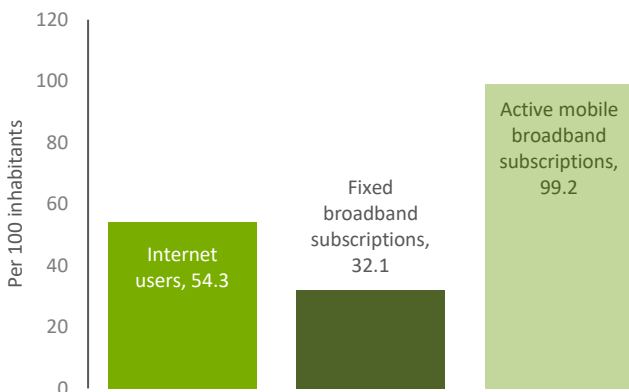 120
100
80
60
40
20
0
Per 100 inhabitants
Internet
users, 54.3
Fixed
broadband
subscriptions,
32.1
Active mobile
broadband
subscriptions,
99.2